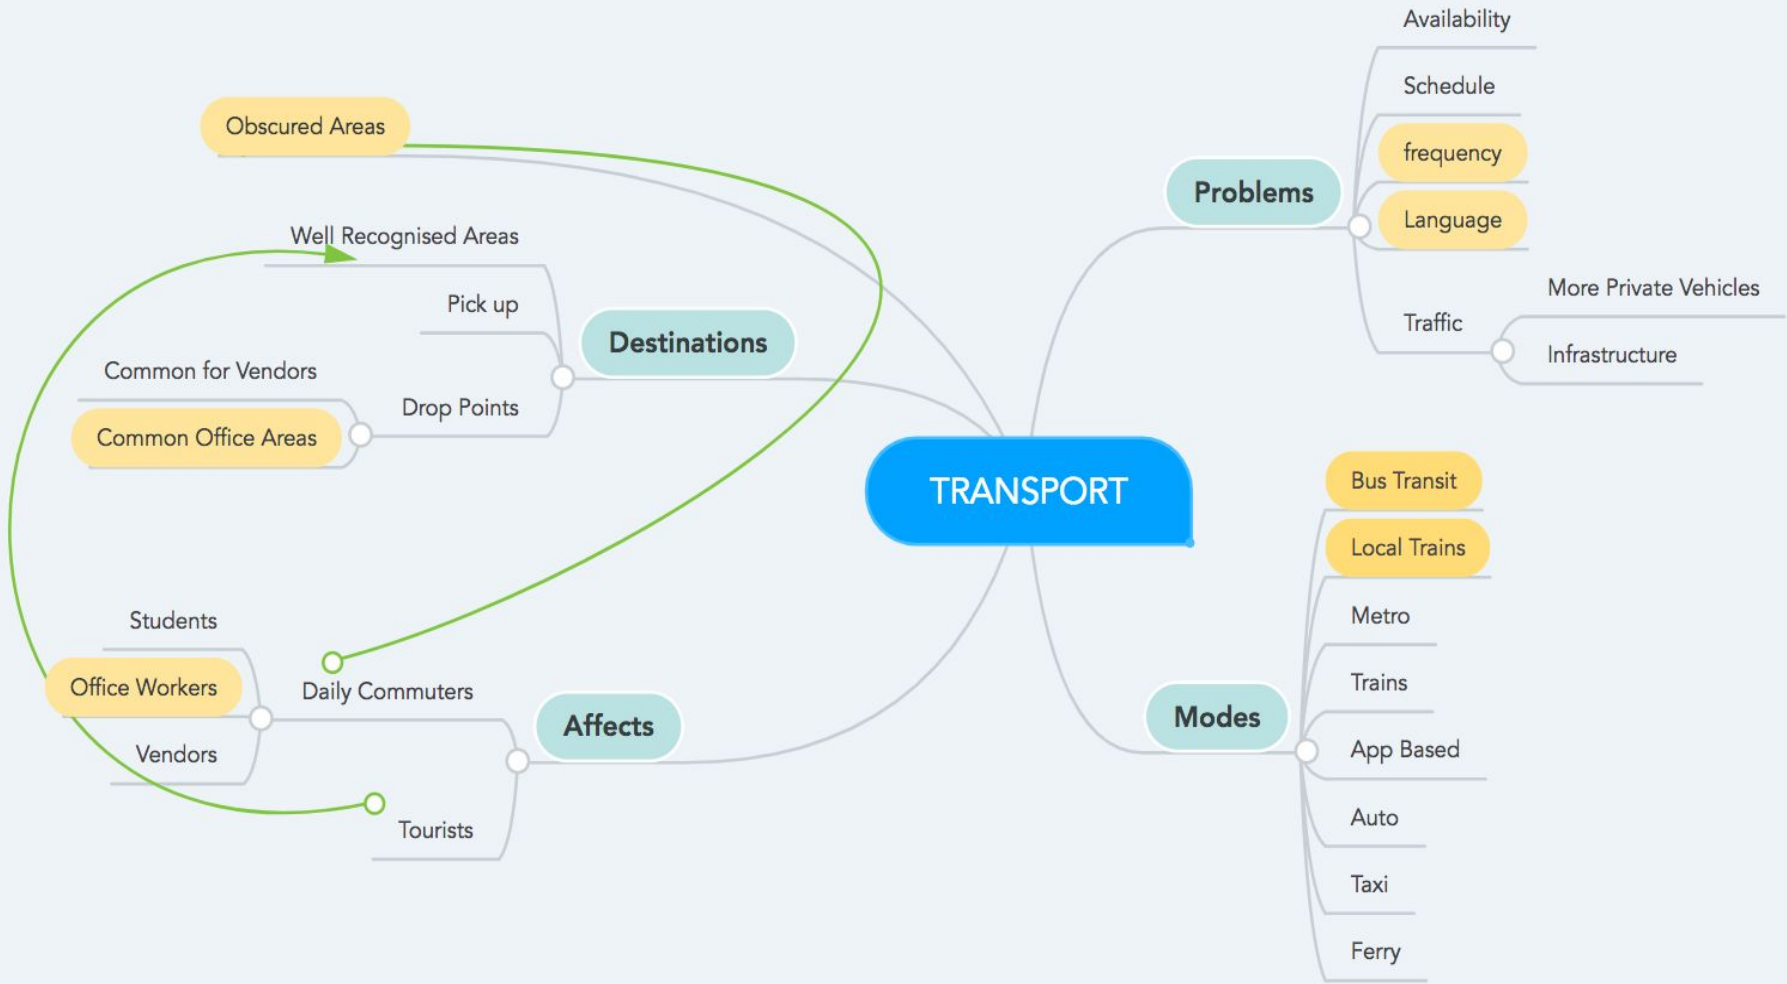 TRANSPORT
Obscured Areas
Destinations
Well Recognised Areas
Pick up
Drop Points
Common for Vendors
Common Office Areas
Affects
Daily Commuters
Students
Office Workers
Vendors
Tourists
Problems
Availability
Schedule
frequency
Language
Traffic
More Private Vehicles
Infrastructure
Modes
Bus Transit
Local Trains
Metro
Trains
App Based
Auto
Taxi
Ferry